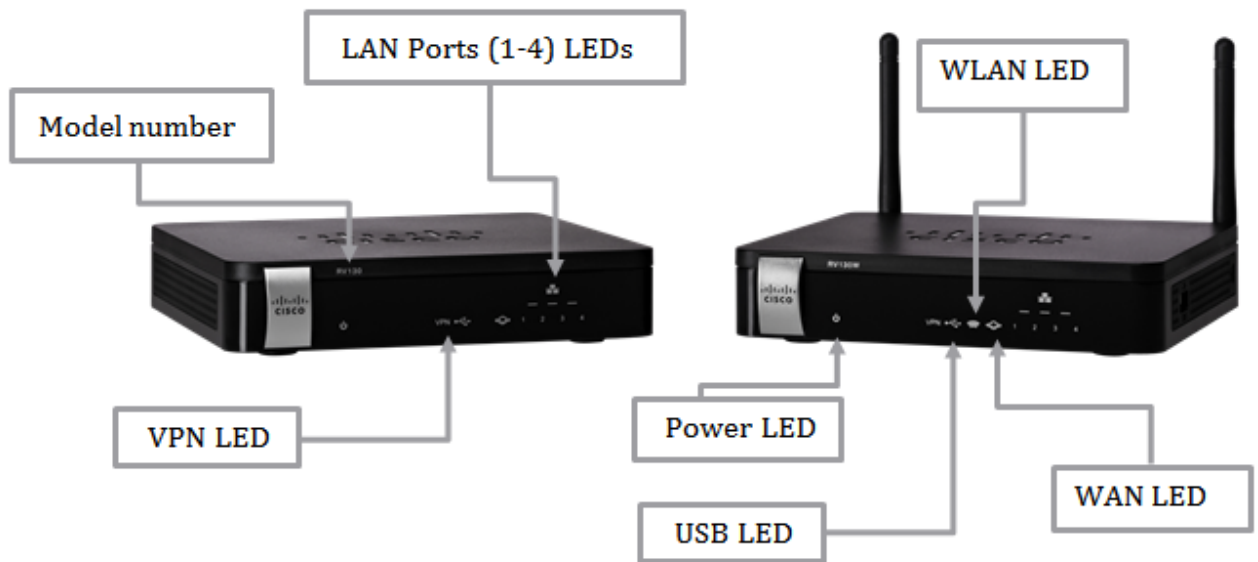 LAN Ports (1-4) LEDs
WLAN LED
Model number
CISCO
RV130
VPN
1 2 3 4
CISCO
RV130W
VPN
1 2 3 4
VPN LED
Power LED
WAN LED
USB LED